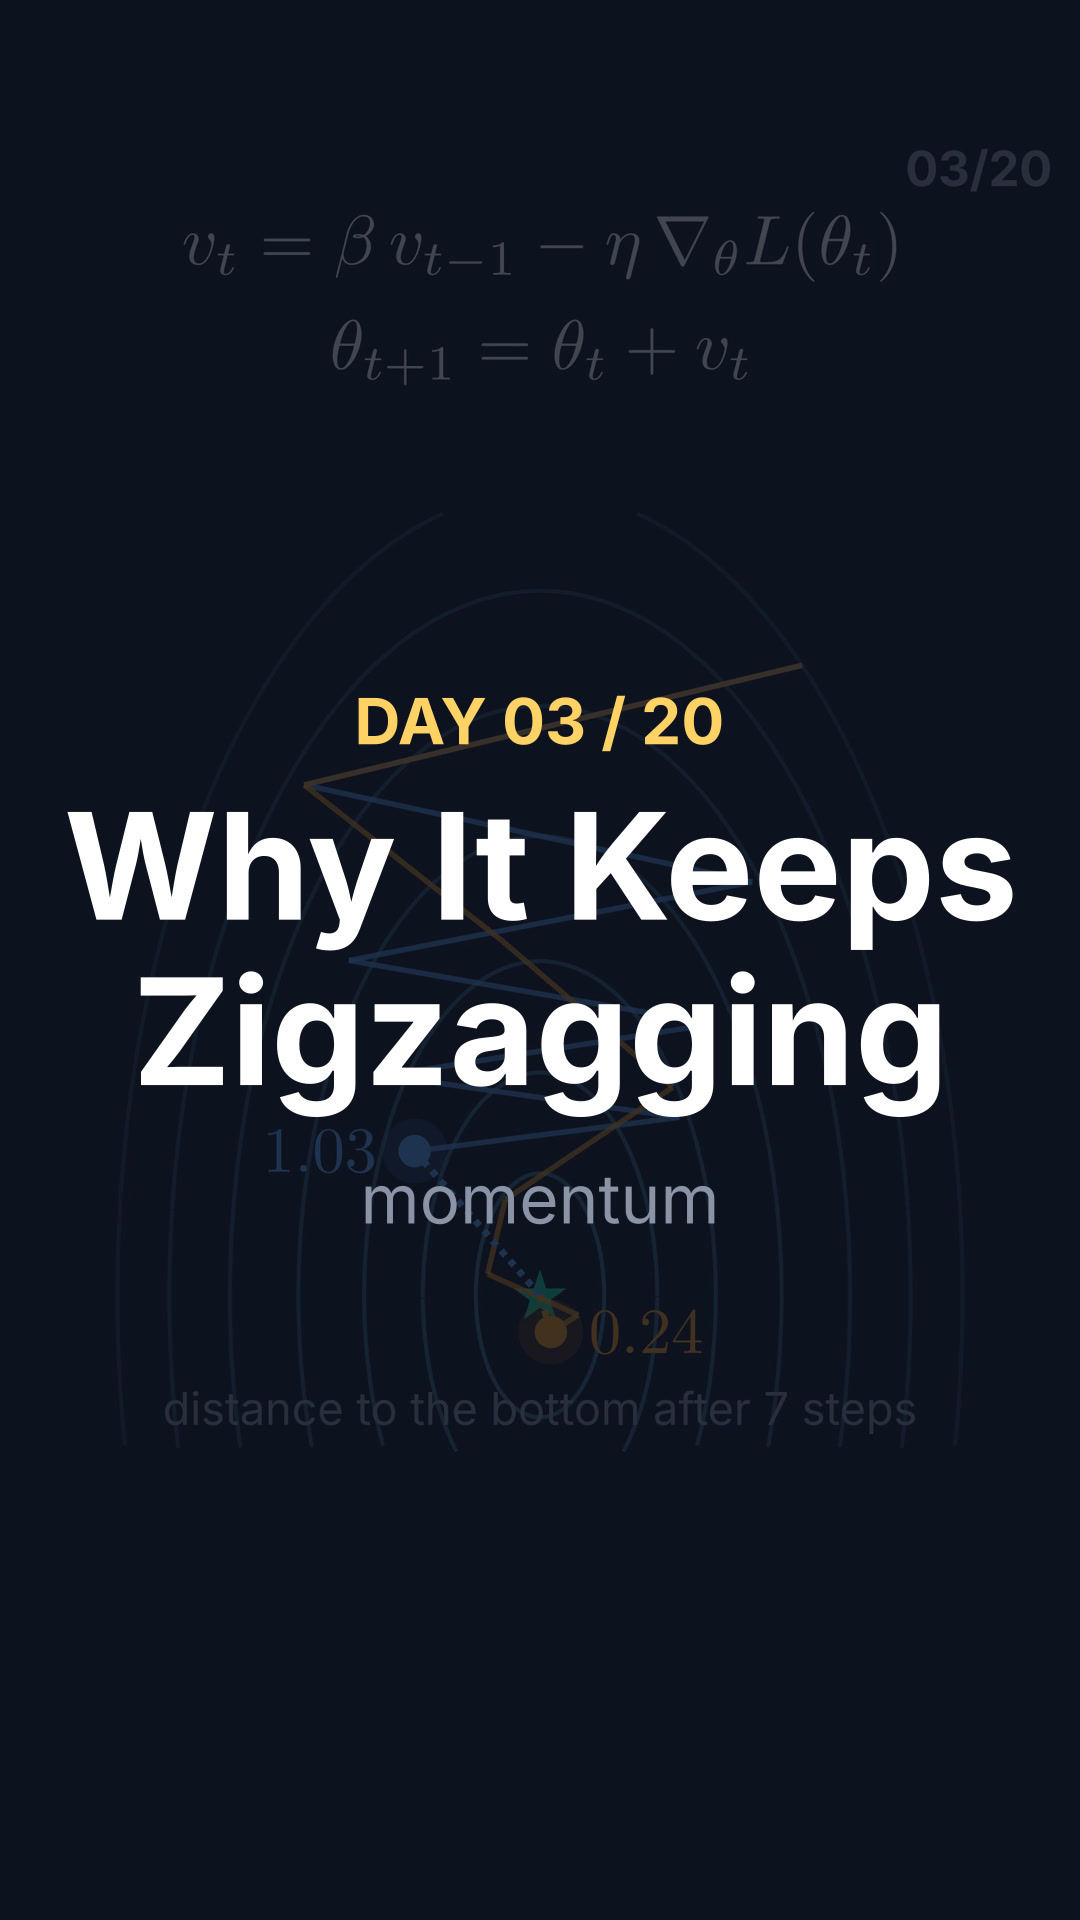 03/20
v_t = β v_{t−1} − η ∇_θ L(θ_t)
θ_{t+1} = θ_t + v_t
DAY 03 / 20
Why It Keeps
Zigzagging
1.03
momentum
0.24
distance to the bottom after 7 steps